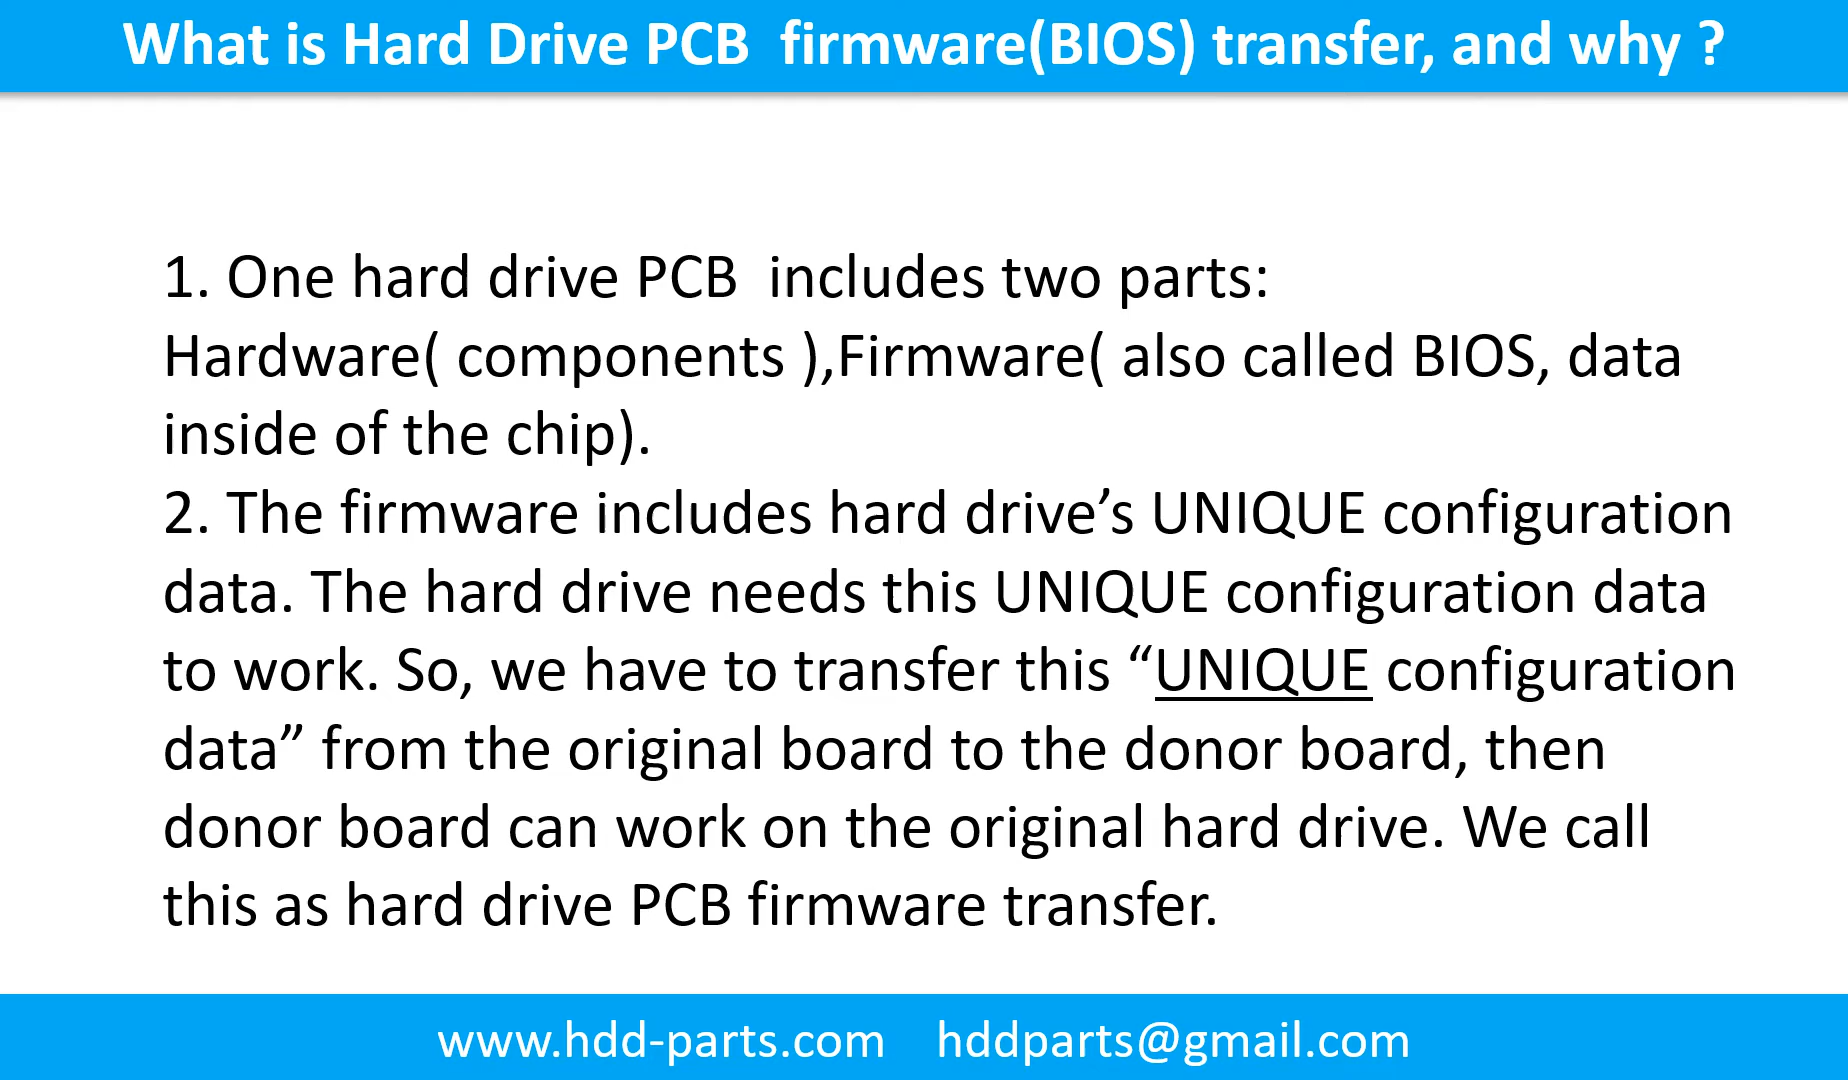 What is Hard Drive PCB  firmware(BIOS) transfer, and why ?
1. One hard drive PCB  includes two parts:
Hardware( components ),Firmware( also called BIOS, data
inside of the chip).
2. The firmware includes hard drive’s UNIQUE configuration
data. The hard drive needs this UNIQUE configuration data
to work. So, we have to transfer this “UNIQUE configuration
data” from the original board to the donor board, then
donor board can work on the original hard drive. We call
this as hard drive PCB firmware transfer.
www.hdd-parts.com    hddparts@gmail.com